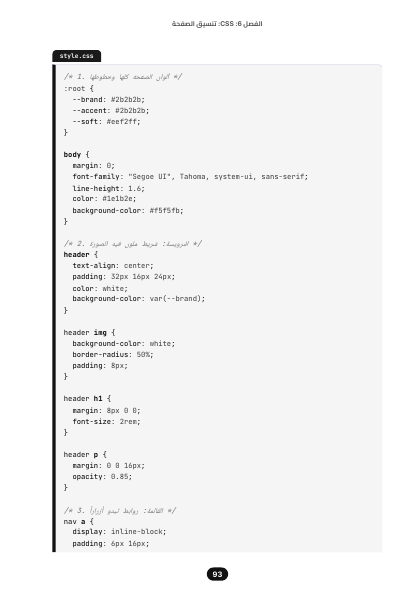 الفصل 6: CSS: تنسيق الصفحة
style.css
/* 1. ألوان الصفحة كلها وخطوطها */
:root {
--brand: #2b2b2b;
--accent: #2b2b2b;
--soft: #eef2ff;
}
body {
margin: 0;
font-family: "Segoe UI", Tahoma, system-ui, sans-serif;
line-height: 1.6;
color: #1e1b2e;
background-color: #f5f5fb;
}
/* 2. الترويسة: شريط ملون فيه الصورة */
header {
text-align: center;
padding: 32px 16px 24px;
color: white;
background-color: var(--brand);
}
header img {
background-color: white;
border-radius: 50%;
padding: 8px;
}
header h1 {
margin: 8px 0 0;
font-size: 2rem;
}
header p {
margin: 0 0 16px;
opacity: 0.85;
}
/* 3. القائمة: روابط تبدو أزراراً */
nav a {
display: inline-block;
padding: 6px 16px;
93